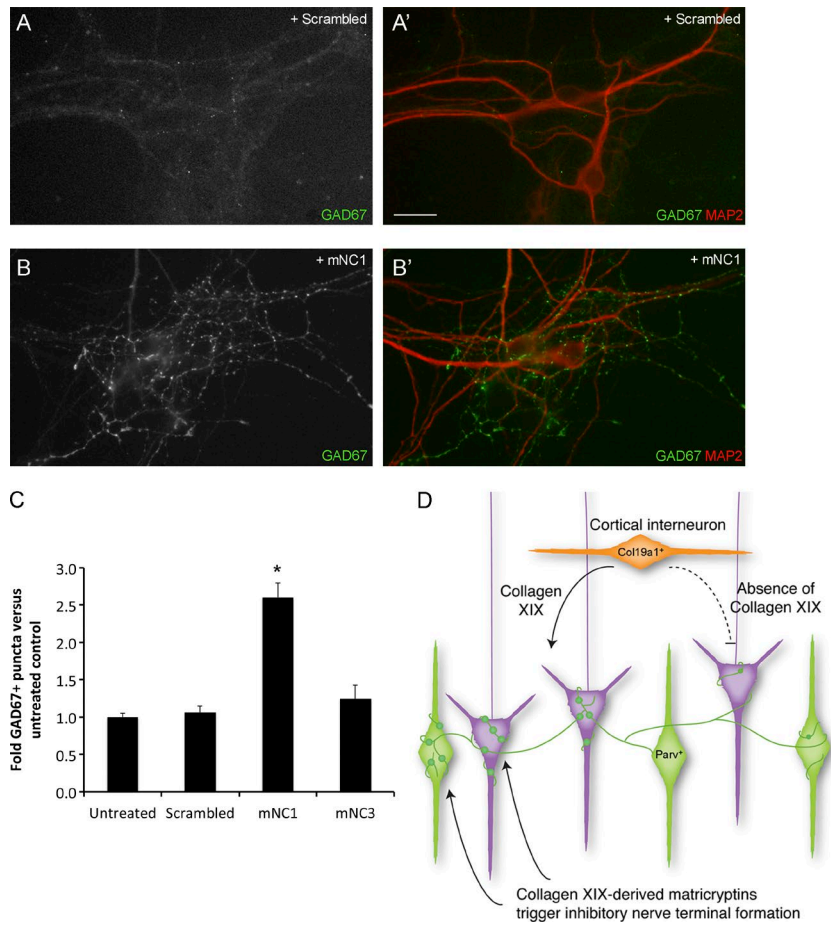 A
+ Scrambled
GAD67
A'
GAD67 MAP2
B
+ mNC1
GAD67
B'
+ mNC1
GAD67 MAP2
C
Fold GAD67+ puncta versus
untreated control
3.0
2.5
2.0
1.5
1.0
0.5
0.0
*
Untreated
Scrambled
mNC1
mNC3
D
Cortical interneuron
Col19a1⁺
Collagen
XIX
Absence of
Collagen XIX
Parv⁺
Collagen XIX-derived matricryptins
trigger inhibitory nerve terminal formation